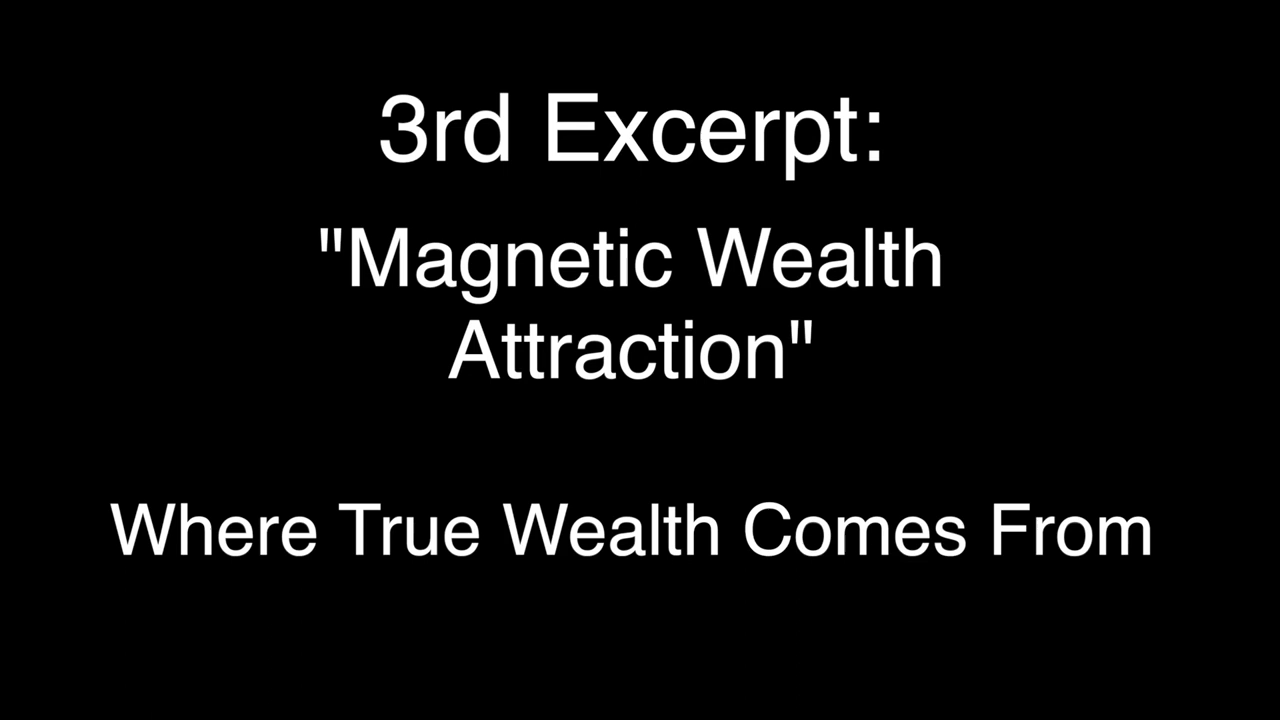 3rd Excerpt:
"Magnetic Wealth
Attraction"
Where True Wealth Comes From